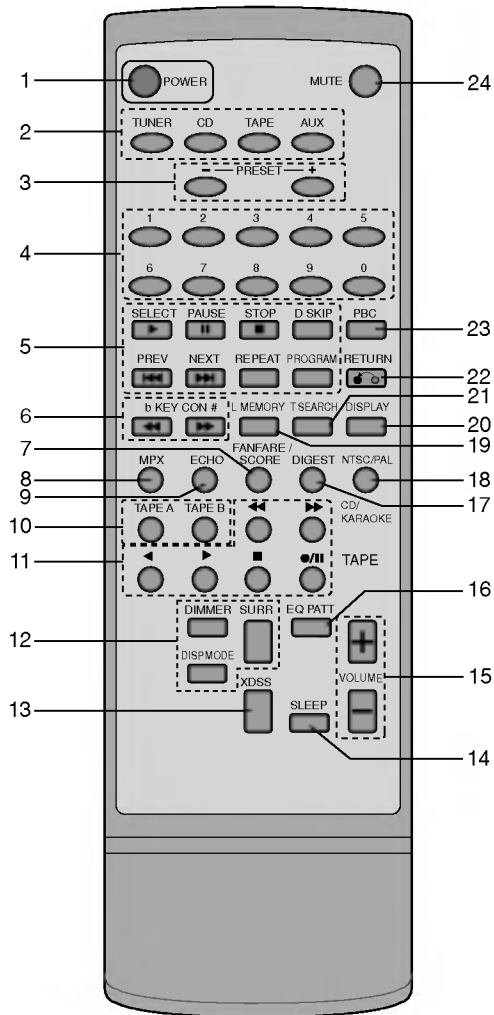 1 POWER MUTE 24
2 TUNER CD TAPE AUX
3 − PRESET +
1 2 3 4 5
4
6 7 8 9 0
SELECT PAUSE STOP D SKIP PBC
5 23
PREV NEXT REPEAT PROGRAM RETURN
22
21
6 b KEY CON # L MEMORY T SEARCH DISPLAY
20
19
7 FANFARE /
MPX ECHO SCORE DIGEST NTSC/PAL
8 18
9 17
10 TAPE A TAPE B CD/
KARAOKE
11 TAPE
●/II
16
12 DIMMER SURR EQ PATT
DISPMODE
15 VOLUME
+
−
13 XDSS
SLEEP
14